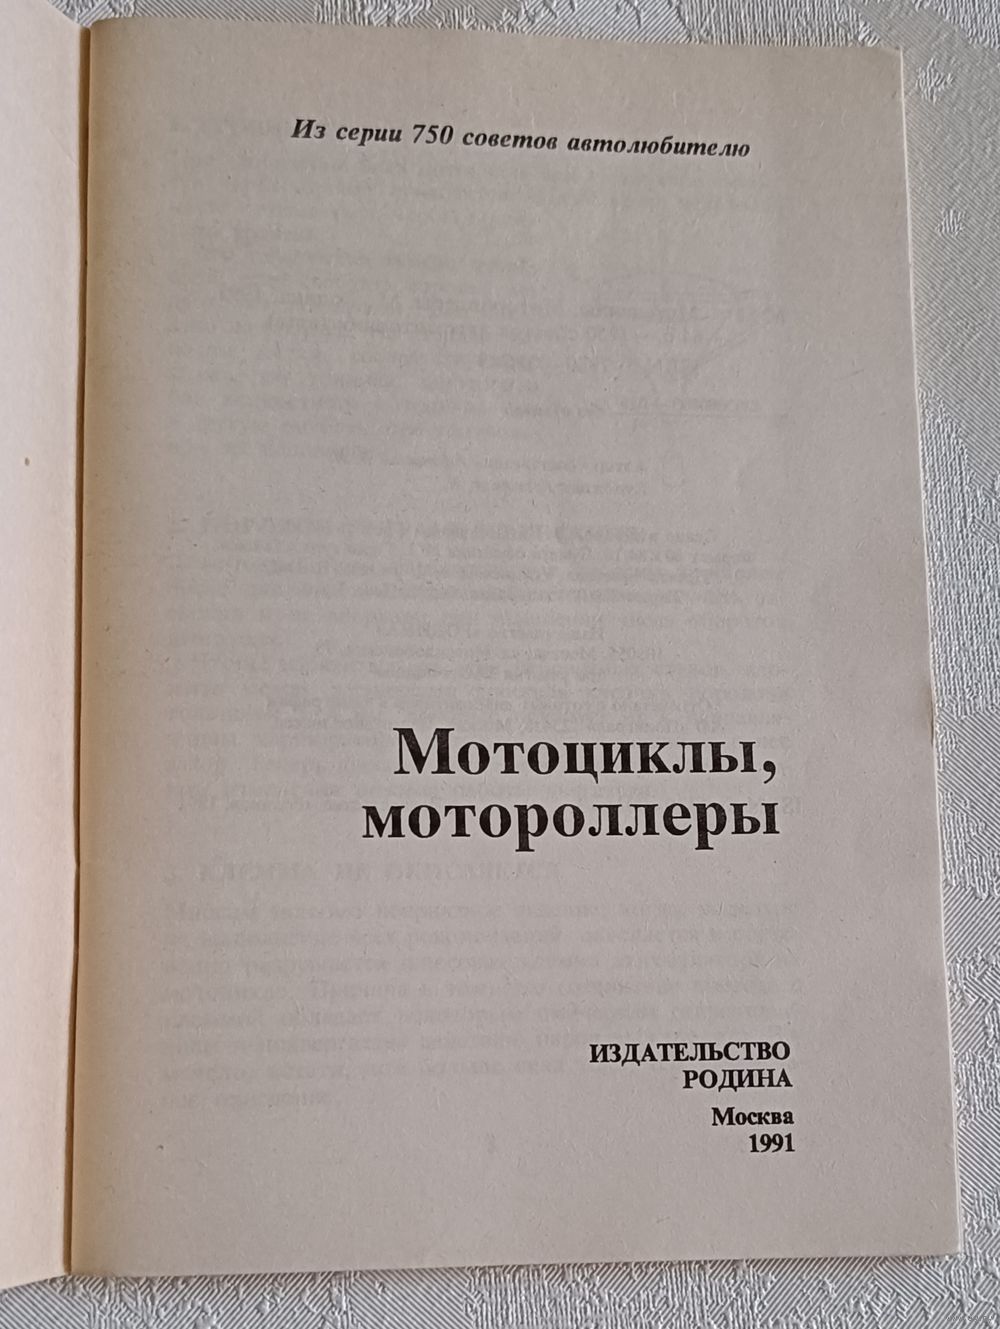 Из серии 750 советов автолюбителю
Мотоциклы,
мотороллеры
ИЗДАТЕЛЬСТВО
РОДИНА
Москва
1991